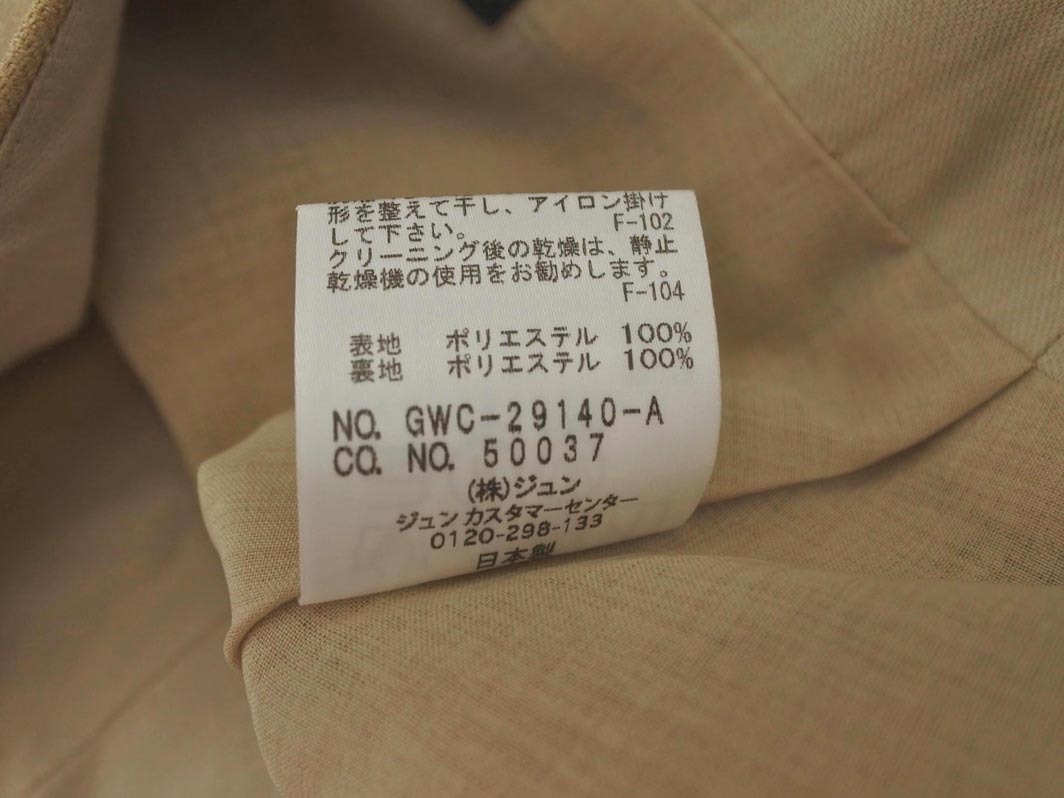 形を整えて干し、アイロン掛け
F-102
して下さい。
クリーニング後の乾燥は、静止
乾燥機の使用をお勧めします。
F-104
表地 ポリエステル 100%
裏地 ポリエステル 100%
NO. GWC-29140-A
CO. NO. 50037
(株)ジュン
ジュンカスタマーセンター
0120-298-133
日本製